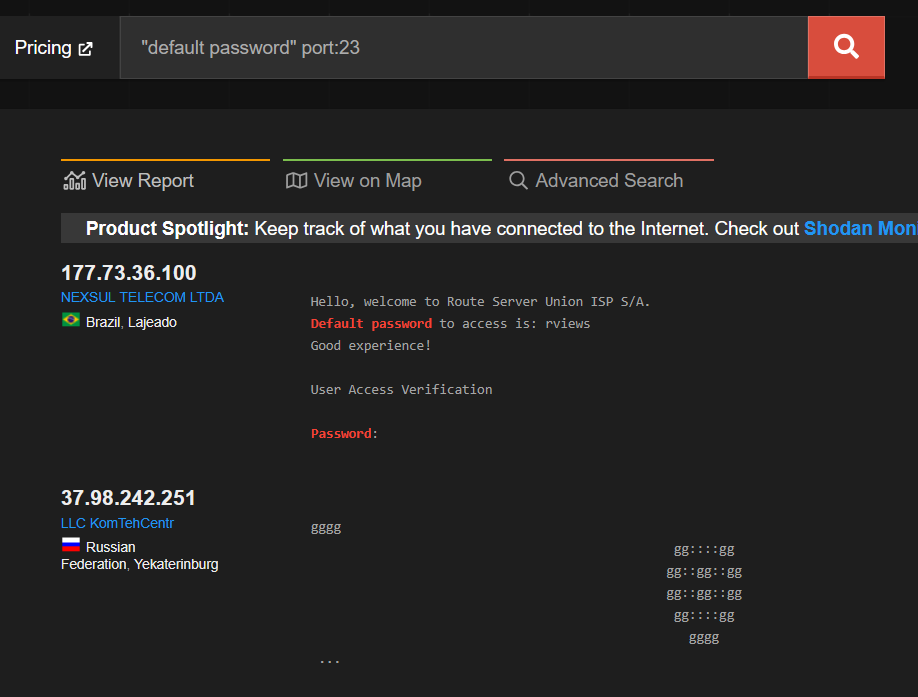 Pricing
"default password" port:23
View Report
View on Map
Advanced Search
Product Spotlight: Keep track of what you have connected to the Internet. Check out Shodan Mon
177.73.36.100
NEXSUL TELECOM LTDA
Brazil, Lajeado
Hello, welcome to Route Server Union ISP S/A.
Default password to access is: rviews
Good experience!
User Access Verification
Password:
37.98.242.251
LLC KomTehCentr
Russian
Federation, Yekaterinburg
gggg
gg::::gg
gg::gg::gg
gg::gg::gg
gg::::gg
gggg
...